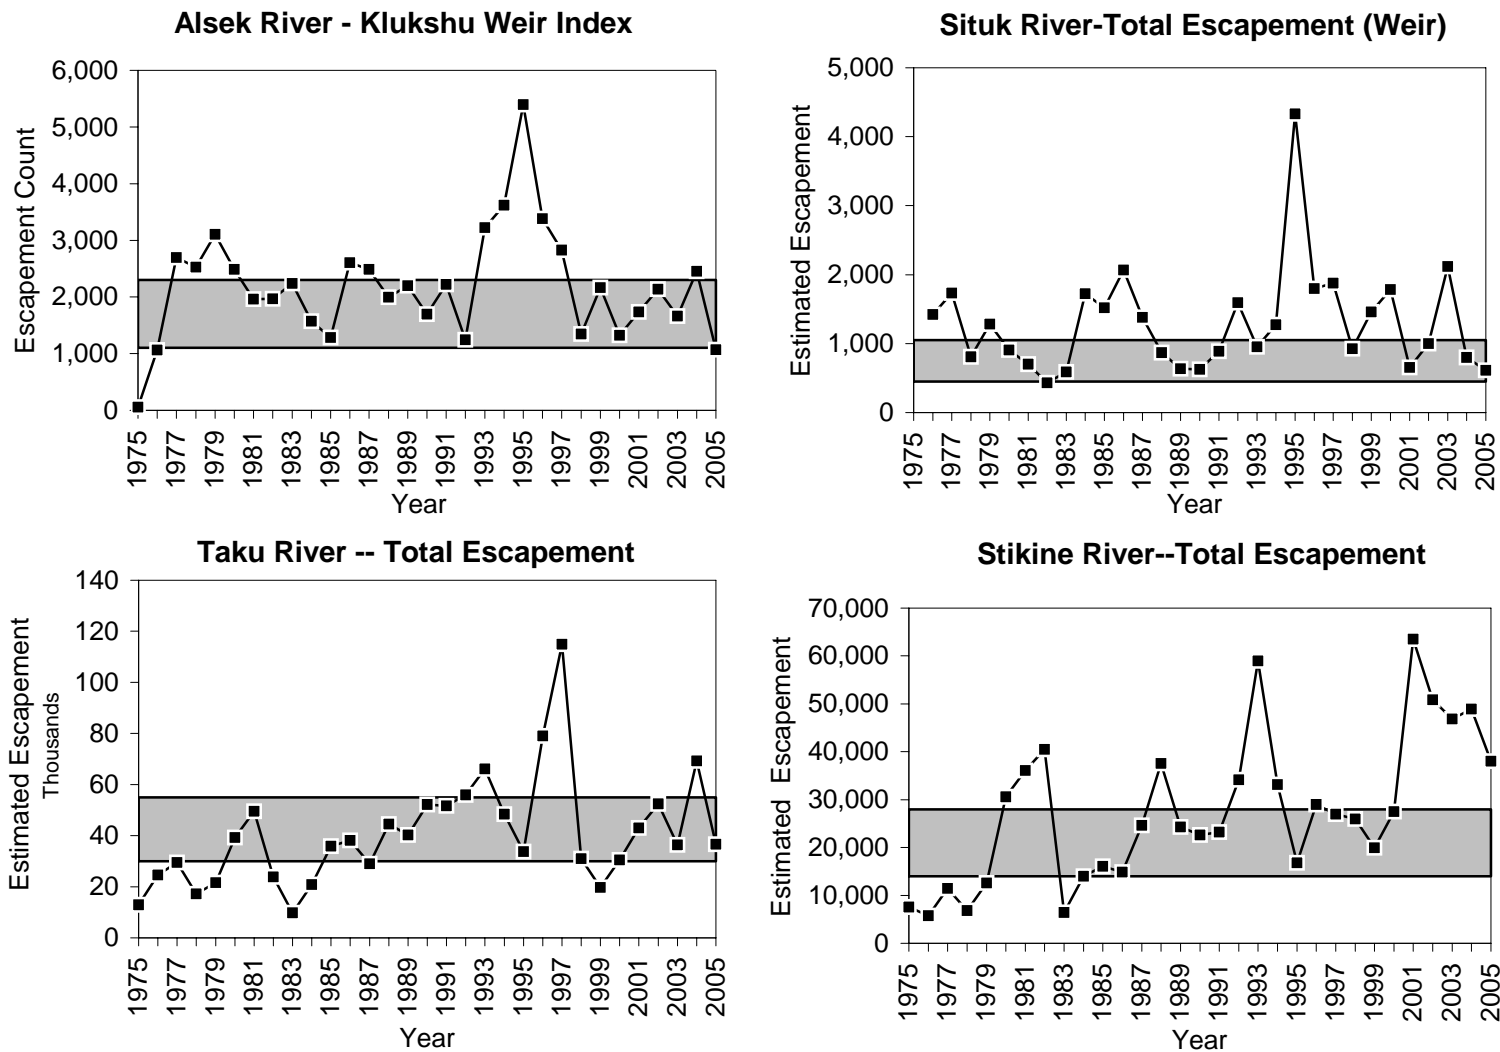 Alsek River - Klukshu Weir Index
Escapement Count
6,000
5,000
4,000
3,000
2,000
1,000
0
1975 1977 1979 1981 1983 1985 1987 1989 1991 1993 1995 1997 1999 2001 2003 2005
Year
Situk River-Total Escapement (Weir)
Estimated Escapement
5,000
4,000
3,000
2,000
1,000
0
1975 1977 1979 1981 1983 1985 1987 1989 1991 1993 1995 1997 1999 2001 2003 2005
Year
Taku River -- Total Escapement
Estimated Escapement
Thousands
140
120
100
80
60
40
20
0
1975 1977 1979 1981 1983 1985 1987 1989 1991 1993 1995 1997 1999 2001 2003 2005
Year
Stikine River--Total Escapement
Estimated Escapement
70,000
60,000
50,000
40,000
30,000
20,000
10,000
0
1975 1977 1979 1981 1983 1985 1987 1989 1991 1993 1995 1997 1999 2001 2003 2005
Year